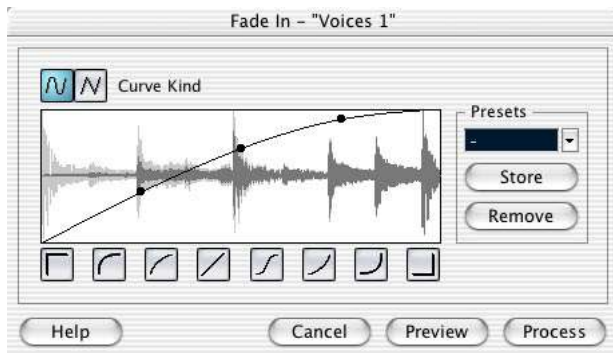 Fade In – "Voices 1"
Curve Kind
Presets
-
Store
Remove
Help
Cancel
Preview
Process